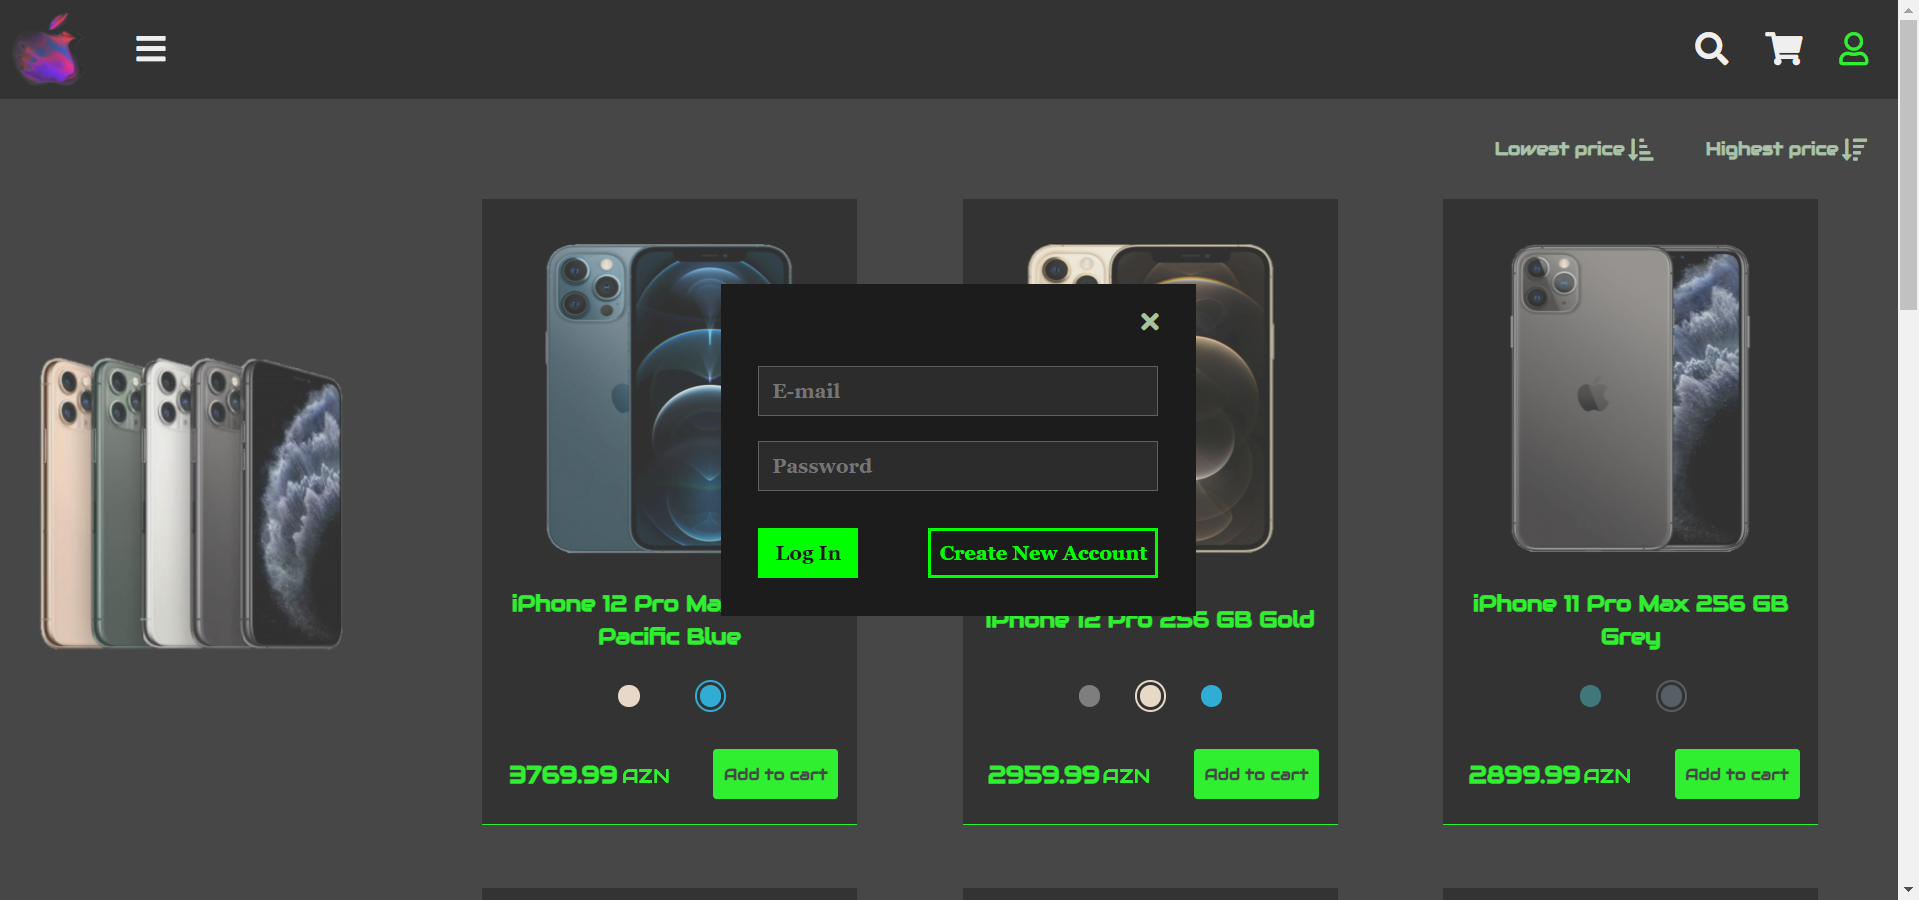 Lowest price
Highest price
E-mail
Password
Log In
Create New Account
iPhone 12 Pro Ma
Pacific Blue
iPhone 12 Pro 256 GB Gold
iPhone 11 Pro Max 256 GB
Grey
3769.99 AZN
Add to cart
2959.99 AZN
Add to cart
2899.99 AZN
Add to cart